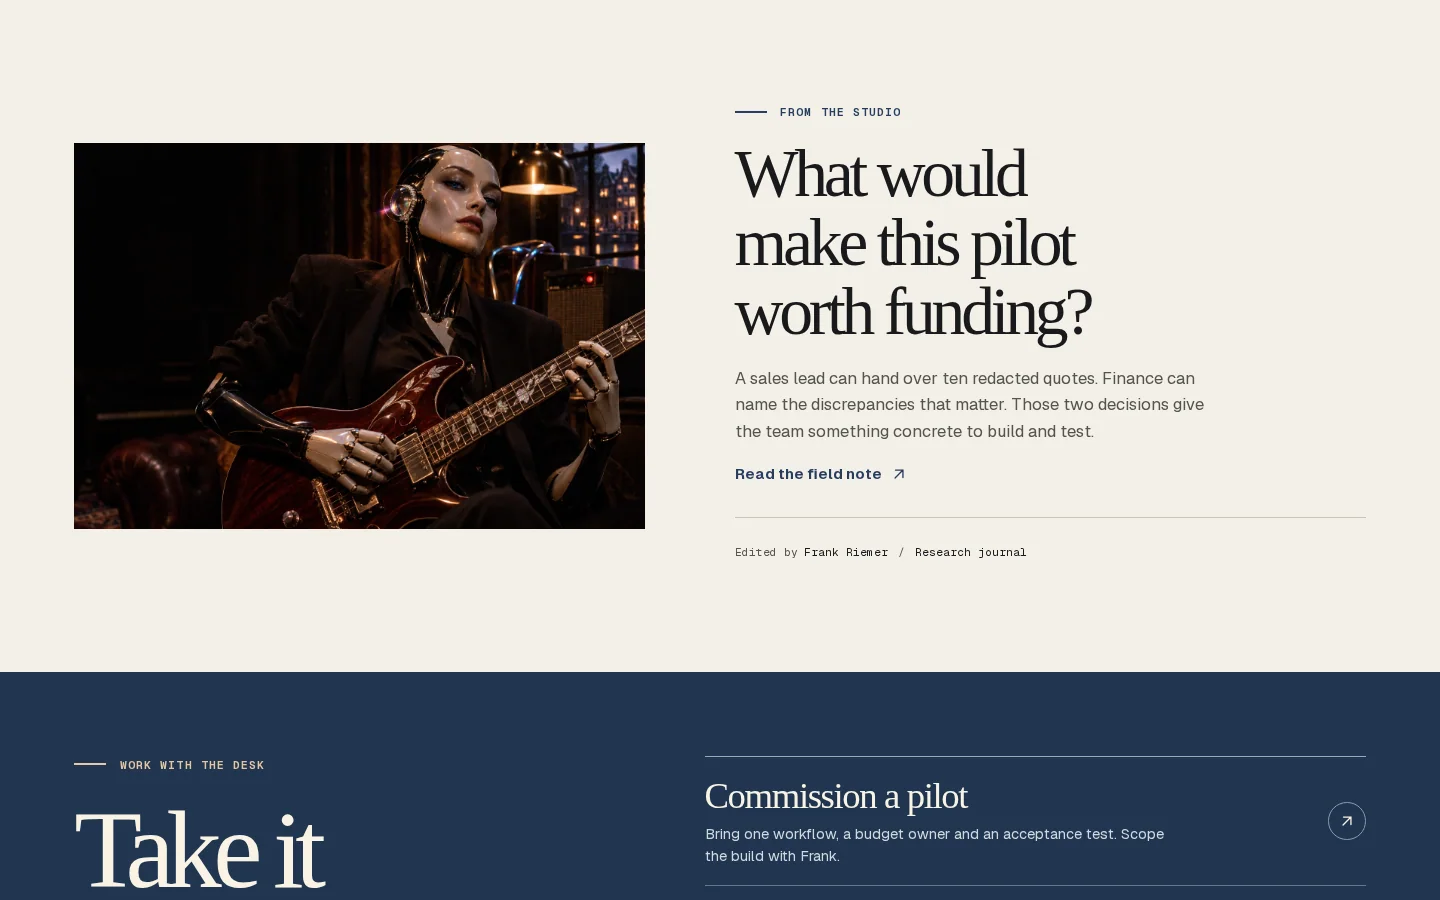 FROM THE STUDIO
What would
make this pilot
worth funding?
A sales lead can hand over ten redacted quotes. Finance can
name the discrepancies that matter. Those two decisions give
the team something concrete to build and test.
Read the field note
Edited by Frank Riemer / Research journal
WORK WITH THE DESK
Take it
Commission a pilot
Bring one workflow, a budget owner and an acceptance test. Scope
the build with Frank.